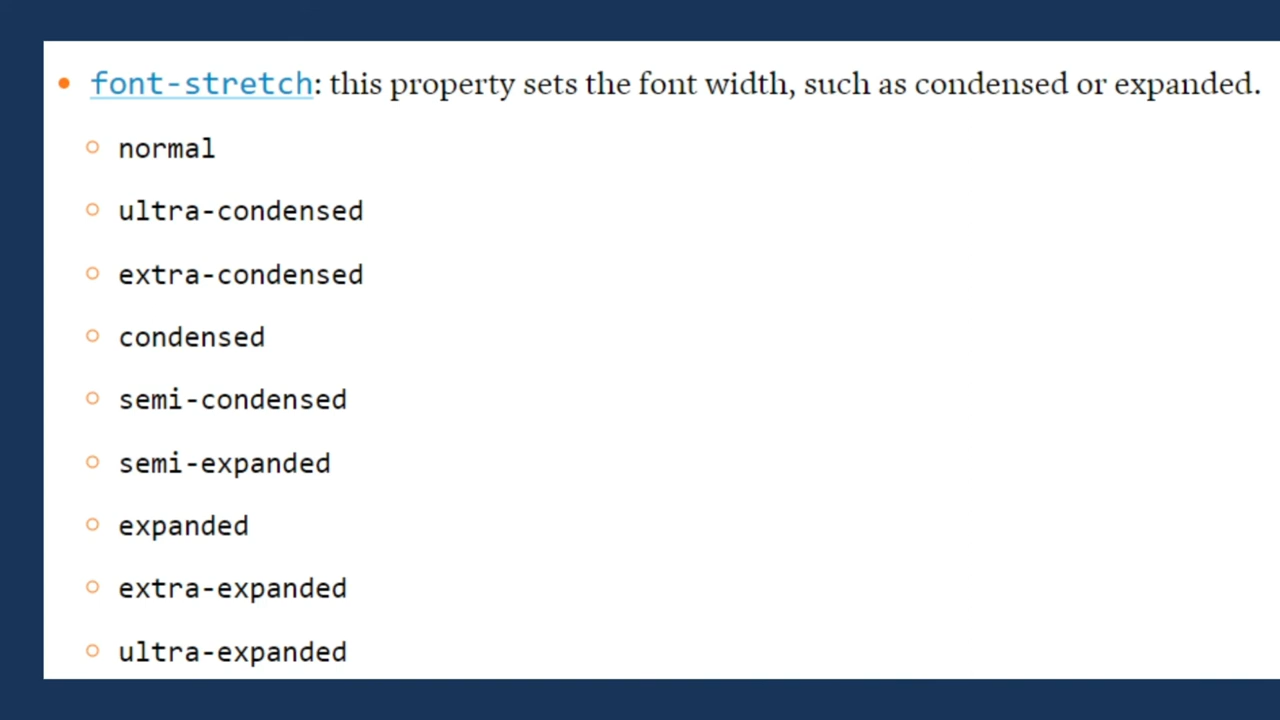 font-stretch: this property sets the font width, such as condensed or expanded.
normal
ultra-condensed
extra-condensed
condensed
semi-condensed
semi-expanded
expanded
extra-expanded
ultra-expanded